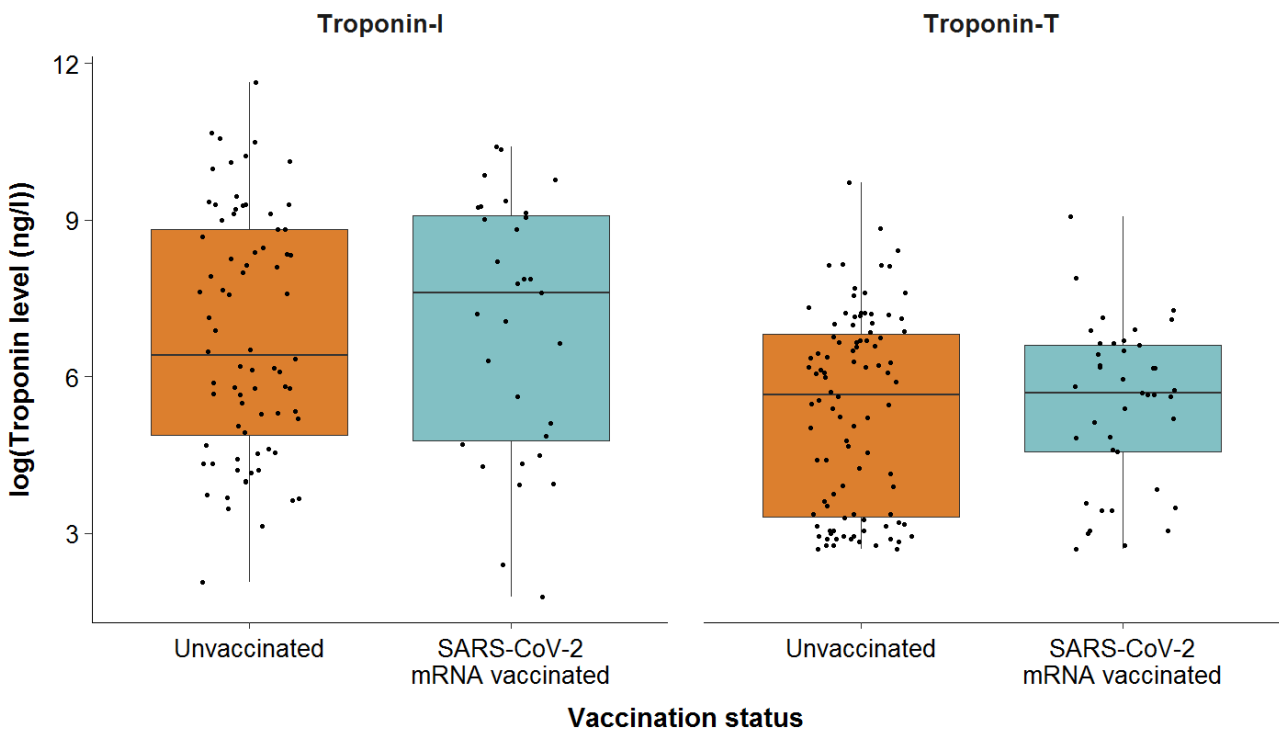 Troponin-I
Troponin-T
log(Troponin level (ng/l))
12
9
6
3
Unvaccinated
SARS-CoV-2
mRNA vaccinated
Unvaccinated
SARS-CoV-2
mRNA vaccinated
Vaccination status